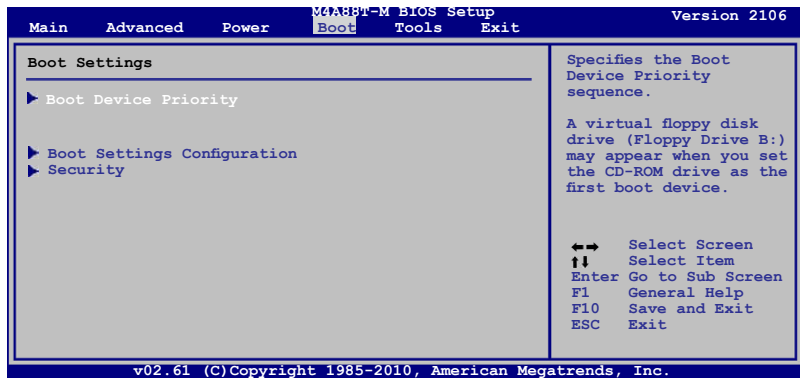 M4A88T-M BIOS Setup
Version 2106
Main Advanced Power Boot Tools Exit
Boot Settings
Boot Device Priority
Boot Settings Configuration
Security
Specifies the Boot
Device Priority
sequence.
A virtual floppy disk
drive (Floppy Drive B:)
may appear when you set
the CD-ROM drive as the
first boot device.
←→ Select Screen
↑↓ Select Item
Enter Go to Sub Screen
F1 General Help
F10 Save and Exit
ESC Exit
v02.61 (C)Copyright 1985-2010, American Megatrends, Inc.